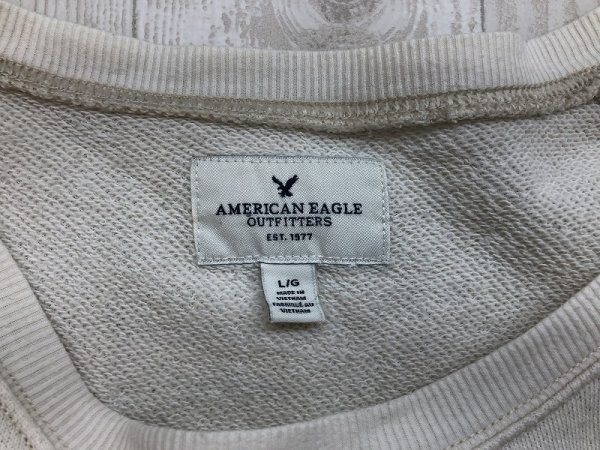 AMERICAN EAGLE
OUTFITTERS
EST. 1977
L/G
MADE IN
VIETNAM
FABRIQUÉ AU
VIETNAM